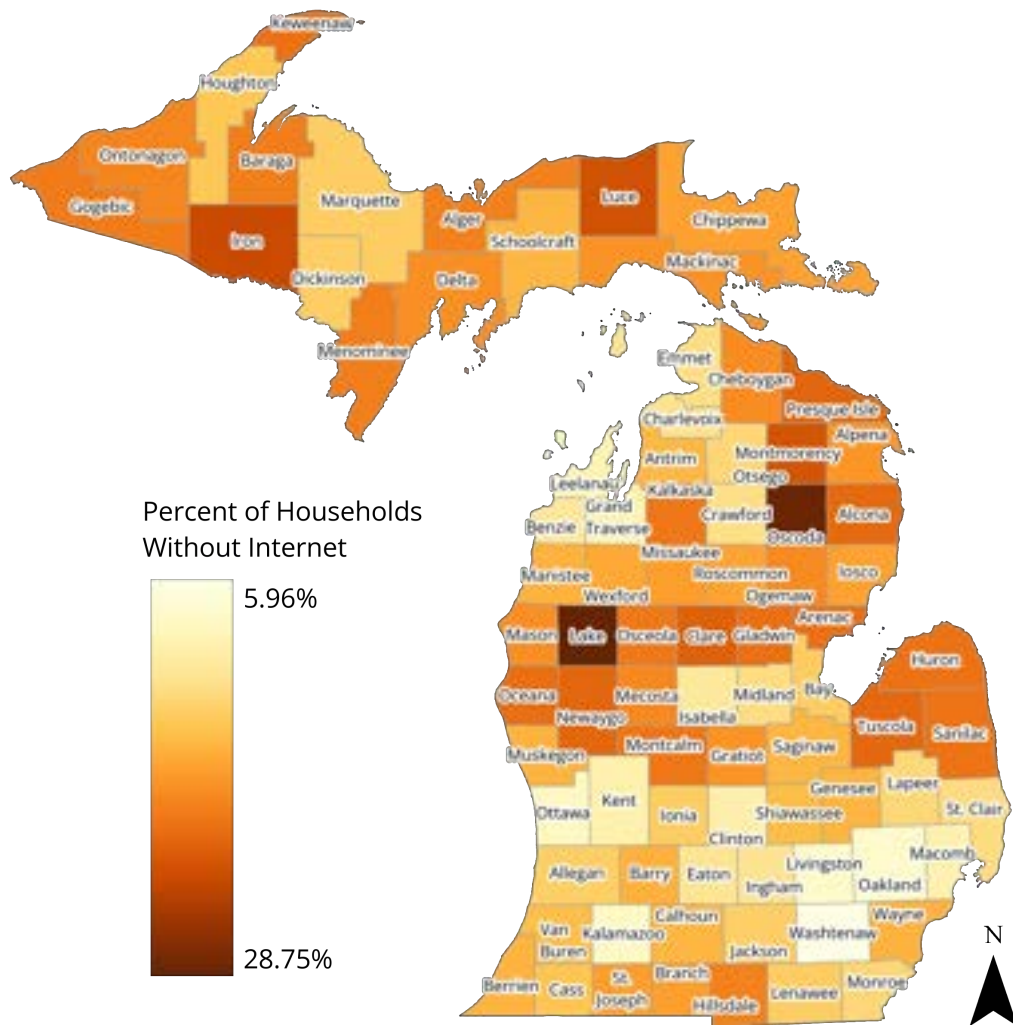 Keweenaw
Houghton
Ontonagon
Baraga
Gogebic
Marquette
Luce
Alger
Chippewa
Iron
Schoolcraft
Mackinac
Dickinson
Delta
Menominee
Emmet
Cheboygan
Presque Isle
Charlevoix
Alpena
Montmorency
Antrim
Otsego
Leelanau
Kalkaska
Grand
Traverse
Crawford
Alcona
Benzie
Oscoda
Percent of Households
Without Internet
5.96%
28.75%
Missaukee
Manistee
Roscommon
Iosco
Wexford
Ogemaw
Arenac
Mason
Lake
Osceola
Clare
Gladwin
Huron
Oceana
Mecosta
Midland
Bay
Newaygo
Isabella
Tuscola
Sanilac
Muskegon
Montcalm
Gratiot
Saginaw
Genesee
Lapeer
Ottawa
Kent
Ionia
Shiawassee
St. Clair
Clinton
Livingston
Macomb
Allegan
Barry
Eaton
Ingham
Oakland
Van
Buren
Kalamazoo
Calhoun
Jackson
Washtenaw
Wayne
Berrien
Cass
St.
Joseph
Branch
Hillsdale
Lenawee
Monroe
N